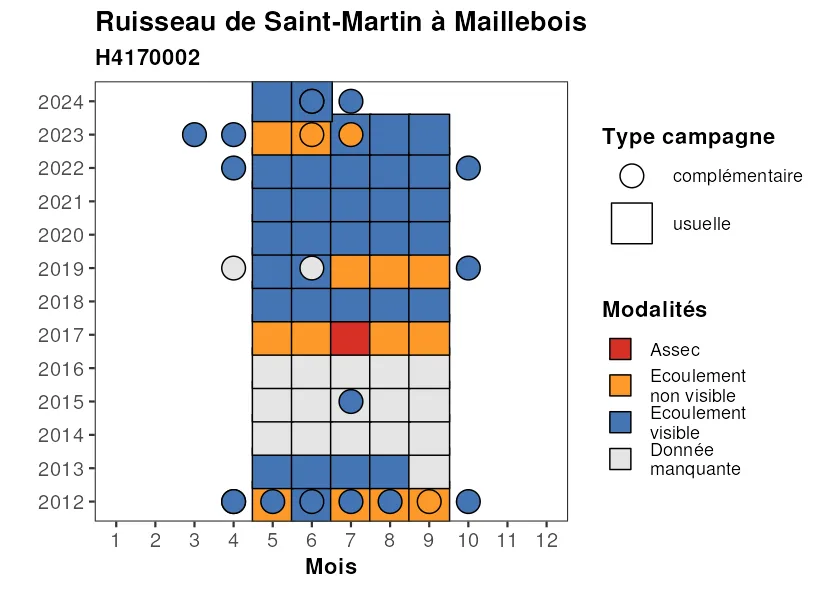 Ruisseau de Saint-Martin à Maillebois
H4170002
2024
2023
2022
2021
2020
2019
2018
2017
2016
2015
2014
2013
2012
1 2 3 4 5 6 7 8 9 10 11 12
Mois
Type campagne
complémentaire
usuelle
Modalités
Assec
Ecoulement
non visible
Ecoulement
visible
Donnée
manquante